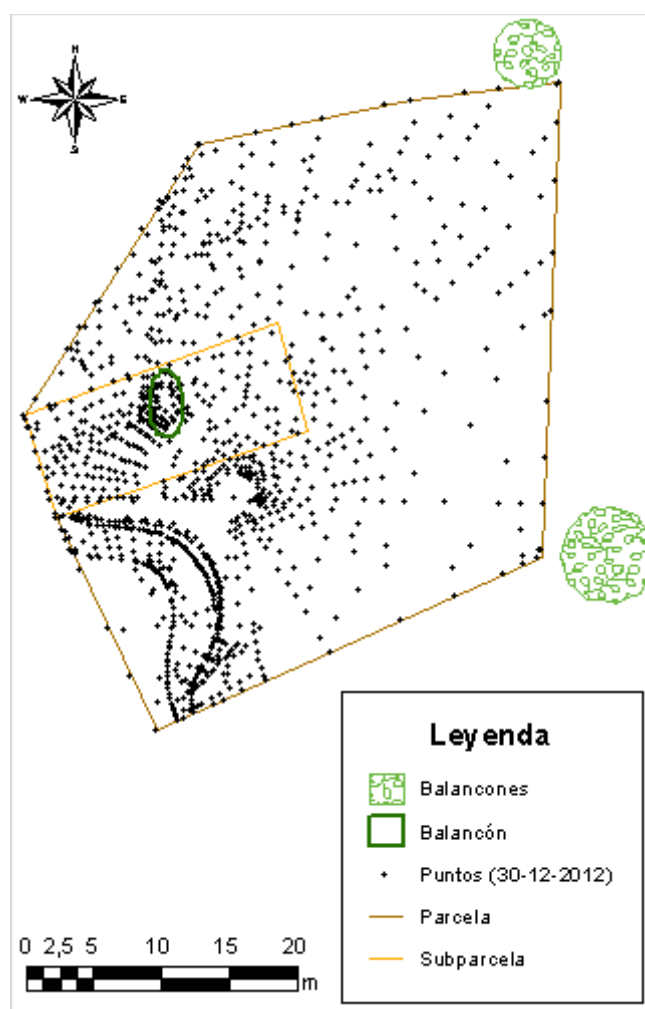 N
W E
S
Leyenda
Balancones
Balancón
Puntos (30-12-2012)
Parcela
Subparcela
0 2,5 5 10 15 20
m